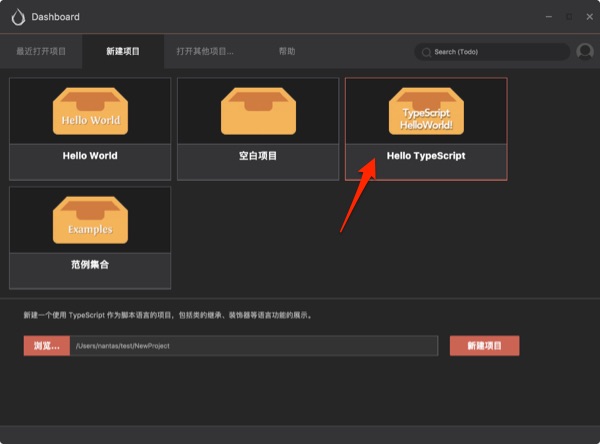 Dashboard
最近打开项目
新建项目
打开其他项目...
帮助
Search (Todo)
Hello World
TypeScript
HelloWorld!
Hello World
空白项目
Hello TypeScript
Examples
范例集合
新建一个使用 TypeScript 作为脚本语言的项目，包括类的继承、装饰器等语言功能的展示。
浏览...
/Users/nantas/test/NewProject
新建项目